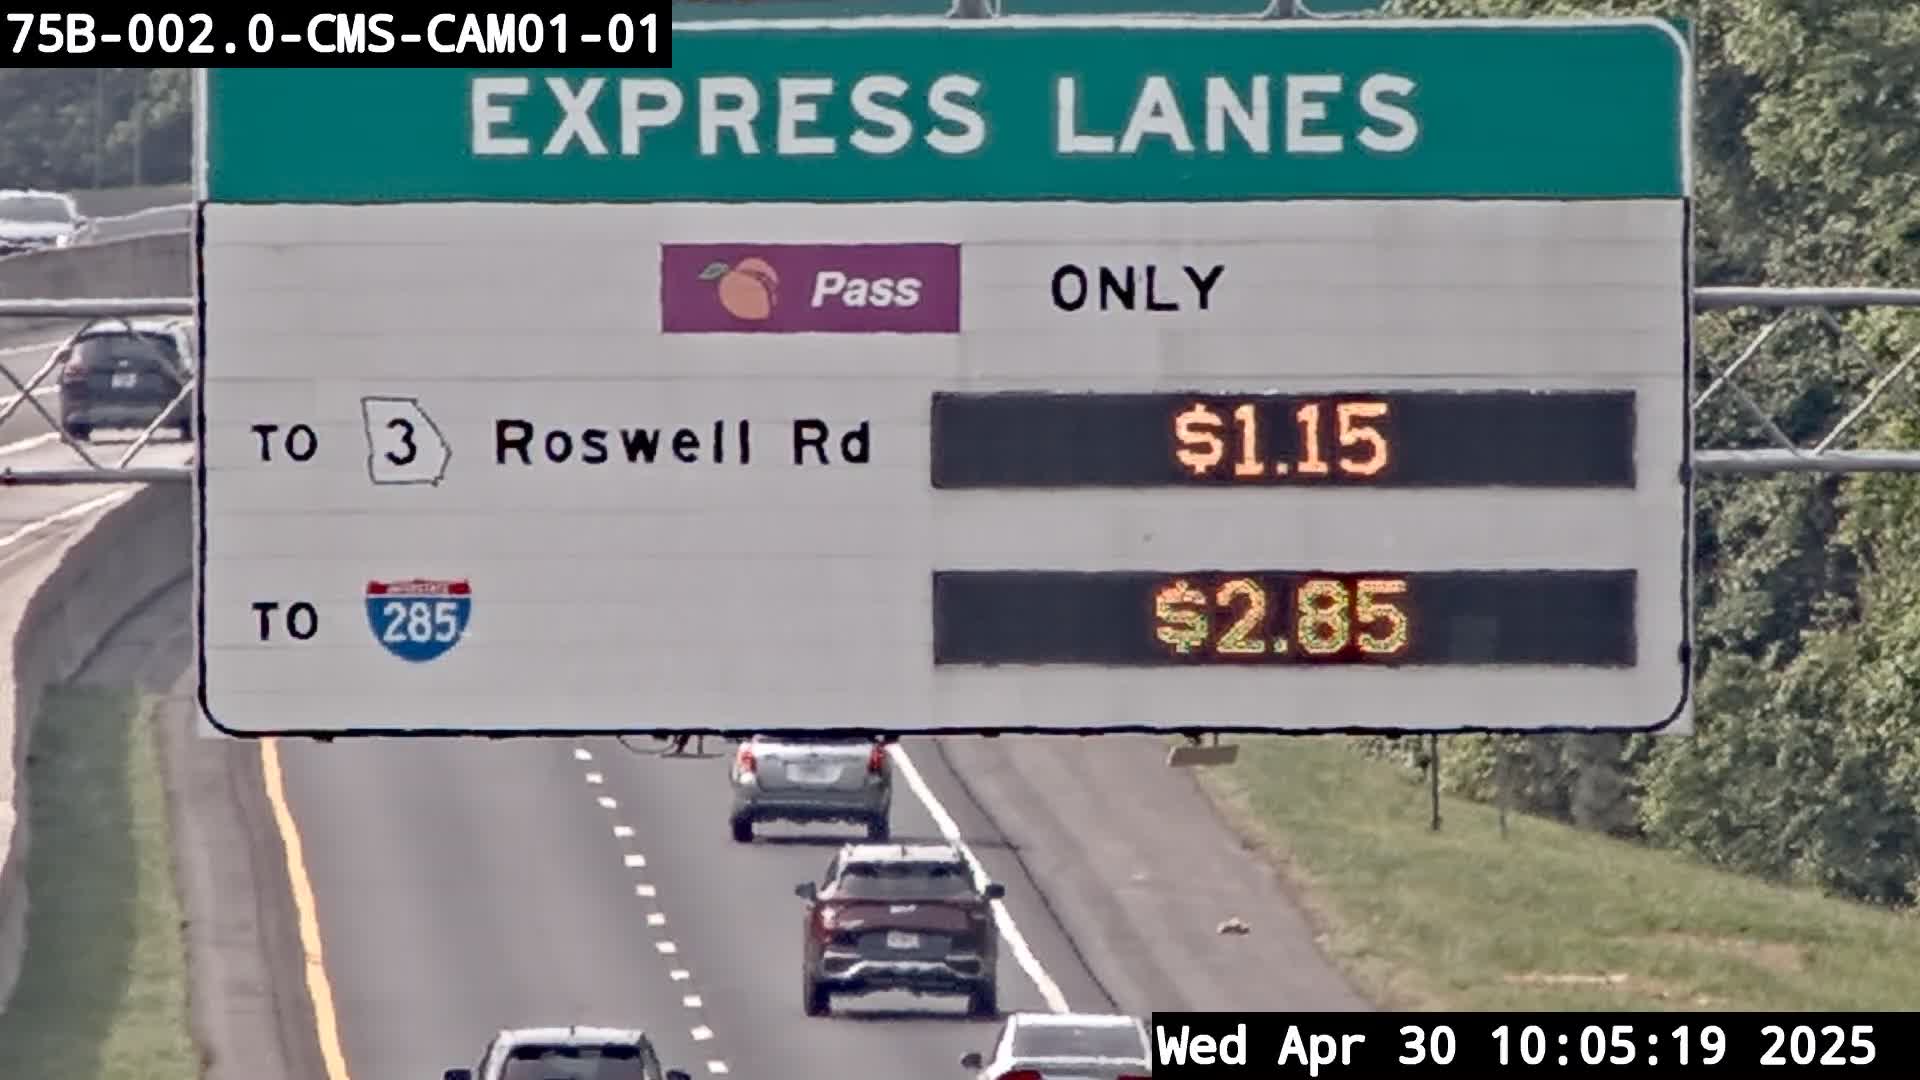 75B-002.0-CMS-CAM01-01
EXPRESS LANES
Pass ONLY
TO 3 Roswell Rd $1.15
INTERSTATE
TO 285 $2.85
Wed Apr 30 10:05:19 2025